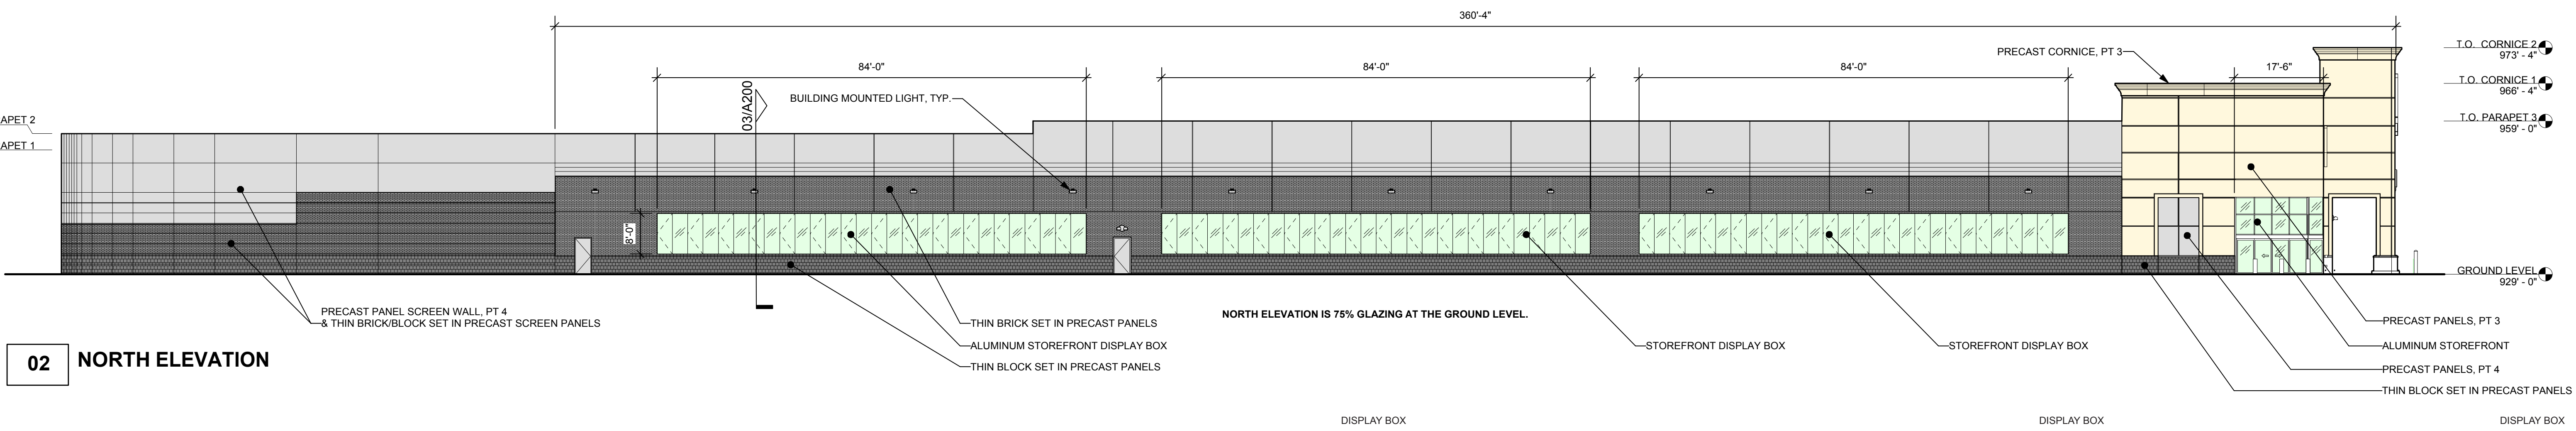 360'-4"
T.O. CORNICE 2
973' - 4"
PRECAST CORNICE, PT 3
84'-0"
84'-0"
84'-0"
17'-6"
T.O. CORNICE 1
966' - 4"
03/A200
BUILDING MOUNTED LIGHT, TYP.
APET 2
T.O. PARAPET 3
959' - 0"
APET 1
8'-0"
GROUND LEVEL
929' - 0"
PRECAST PANEL SCREEN WALL, PT 4
& THIN BRICK/BLOCK SET IN PRECAST SCREEN PANELS
NORTH ELEVATION IS 75% GLAZING AT THE GROUND LEVEL.
THIN BRICK SET IN PRECAST PANELS
PRECAST PANELS, PT 3
ALUMINUM STOREFRONT DISPLAY BOX
STOREFRONT DISPLAY BOX
STOREFRONT DISPLAY BOX
ALUMINUM STOREFRONT
02 NORTH ELEVATION
THIN BLOCK SET IN PRECAST PANELS
PRECAST PANELS, PT 4
THIN BLOCK SET IN PRECAST PANELS
DISPLAY BOX
DISPLAY BOX
DISPLAY BOX